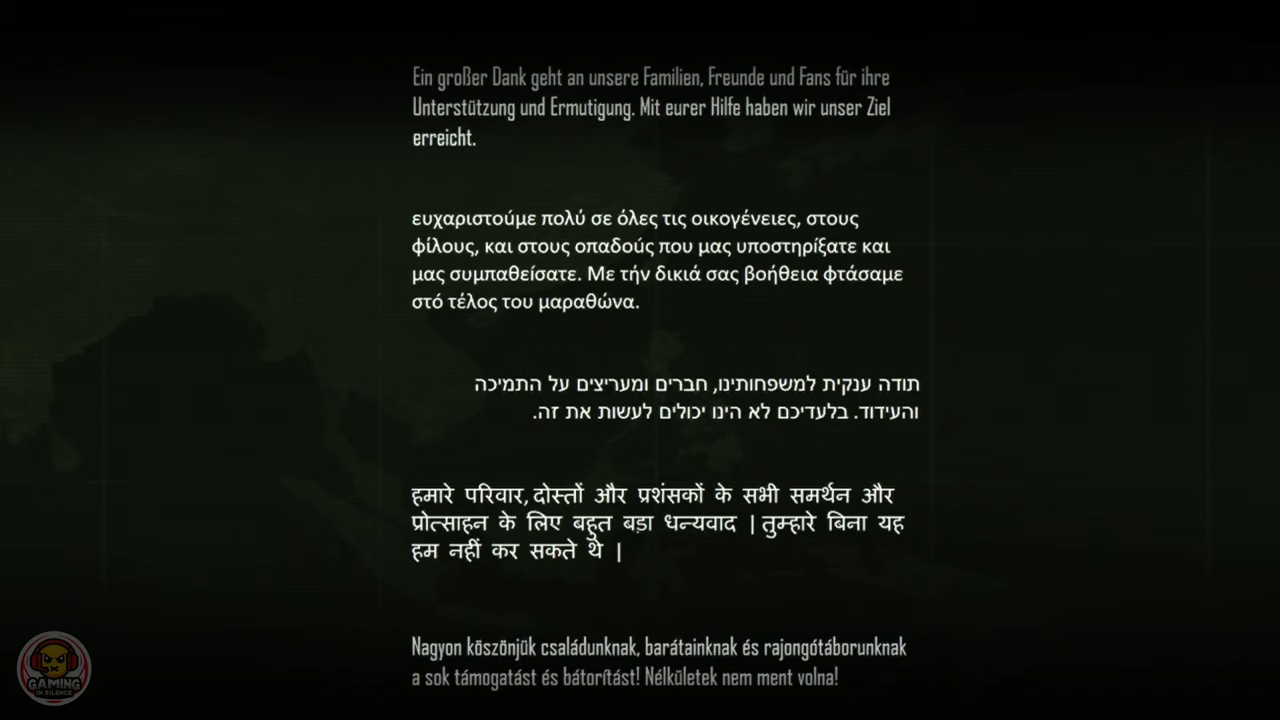 Ein großer Dank geht an unsere Familien, Freunde und Fans für ihre
Unterstützung und Ermutigung. Mit eurer Hilfe haben wir unser Ziel
erreicht.
ευχαριστούμε πολύ σε όλες τις οικογένειες, στους
φίλους, και στους οπαδούς που μας υποστηρίξατε και
μας συμπαθείσατε. Με τήν δικιά σας βοήθεια φτάσαμε
στό τέλος του μαραθώνα.
תודה ענקית למשפחותינו, חברים ומעריצים על התמיכה
והעידוד. בלעדיכם לא הינו יכולים לעשות את זה.
हमारे परिवार, दोस्तों और प्रशंसकों के सभी समर्थन और
प्रोत्साहन के लिए बहुत बड़ा धन्यवाद | तुम्हारे बिना यह
हम नहीं कर सकते थे |
Nagyon köszönjük családunknak, barátainknak és rajongótáborunknak
a sok támogatást és bátorítást! Nélkületek nem ment volna!
GAMING
IN SILENCE